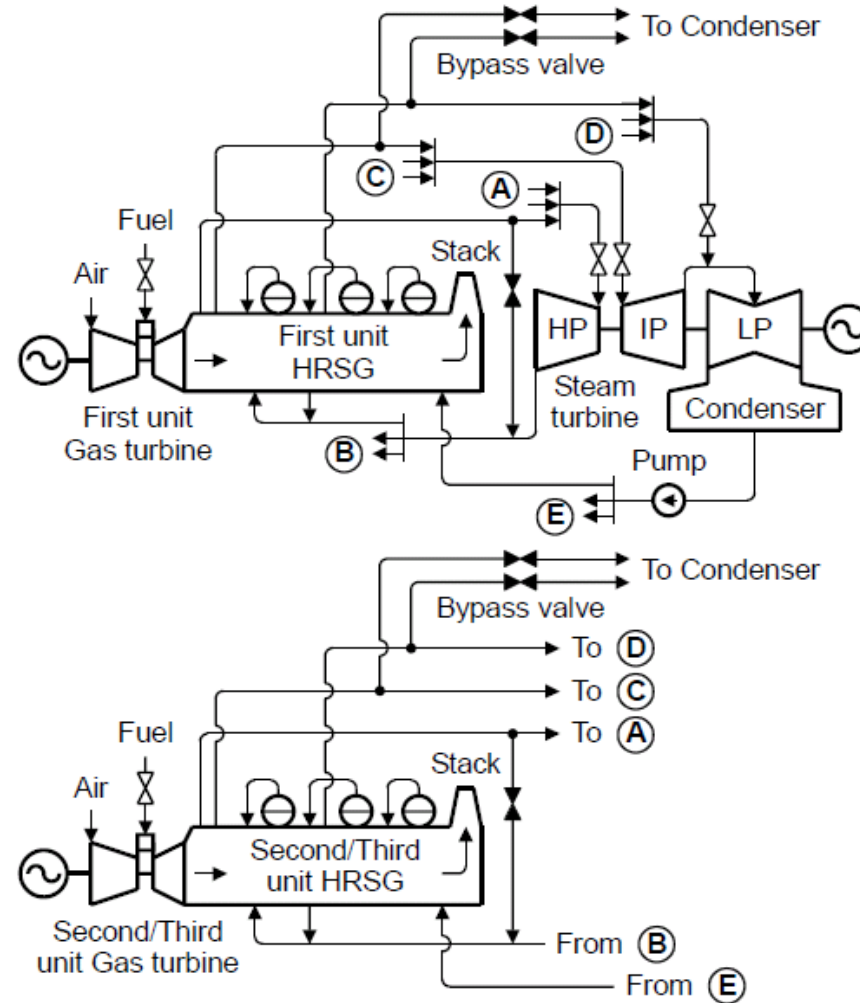 To Condenser
Bypass valve
D
C
A
Fuel
Stack
Air
First unit
HRSG
HP
IP
LP
Steam
turbine
Condenser
First unit
Gas turbine
B
Pump
E
To Condenser
Bypass valve
To D
To C
Fuel
To A
Stack
Air
Second/Third
unit HRSG
Second/Third
unit Gas turbine
From B
From E